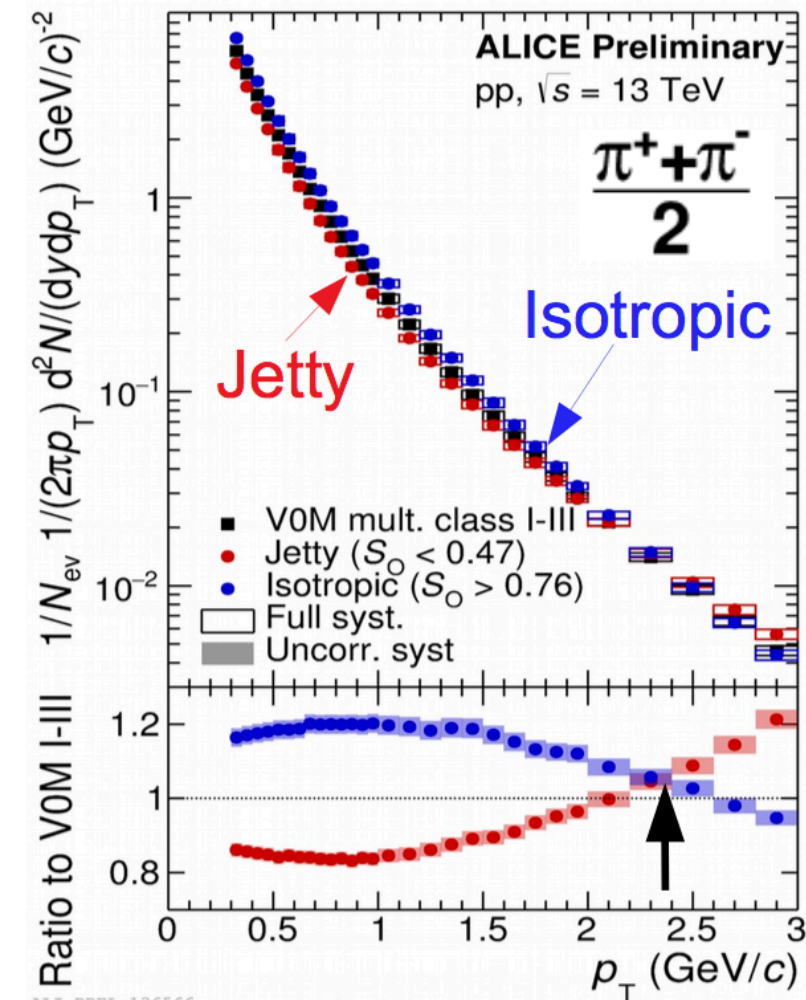 ALICE Preliminary
pp, √s = 13 TeV
π⁺+π⁻
2
Isotropic
Jetty
V0M mult. class I-III
Jetty (S_O < 0.47)
Isotropic (S_O > 0.76)
Full syst.
Uncorr. syst
1/N_ev 1/(2πp_T) d²N/(dydp_T) (GeV/c)⁻²
1
10⁻¹
10⁻²
Ratio to V0M I-III
1.2
1
0.8
0 0.5 1 1.5 2 2.5 3
p_T (GeV/c)